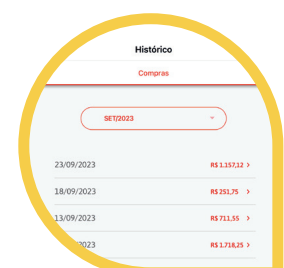 Histórico
Compras
SET/2023
23/09/2023 R$ 1.157,12 >
18/09/2023 R$ 251,75 >
13/09/2023 R$ 711,55 >
/2023 R$ 1.718,25 >